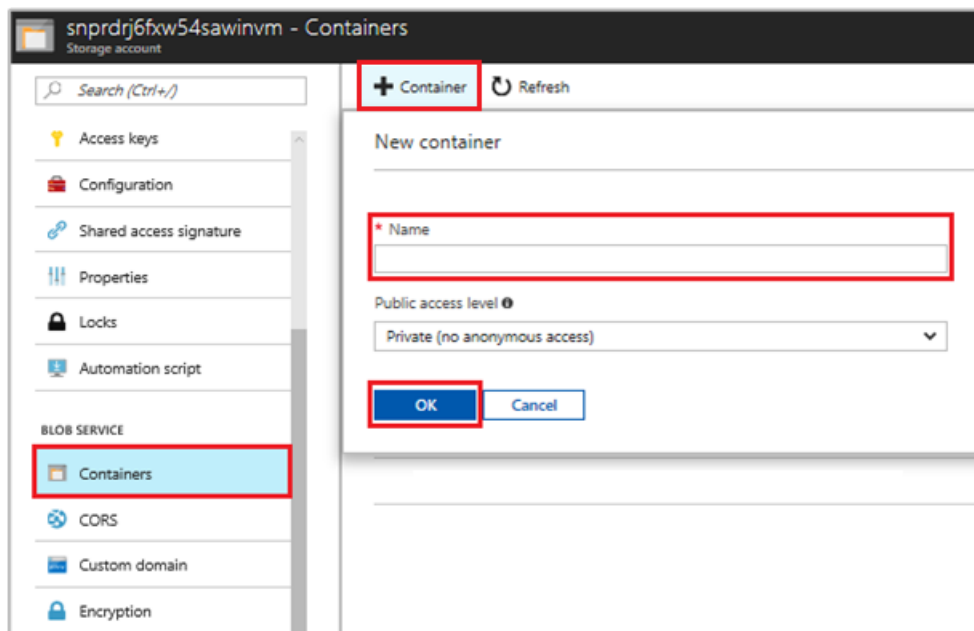 snprdrj6fxw54sawinvm - Containers
Storage account
Search (Ctrl+/)
Access keys
Configuration
Shared access signature
Properties
Locks
Automation script
BLOB SERVICE
Containers
CORS
Custom domain
Encryption
Container
Refresh
New container
* Name
Public access level
Private (no anonymous access)
OK
Cancel